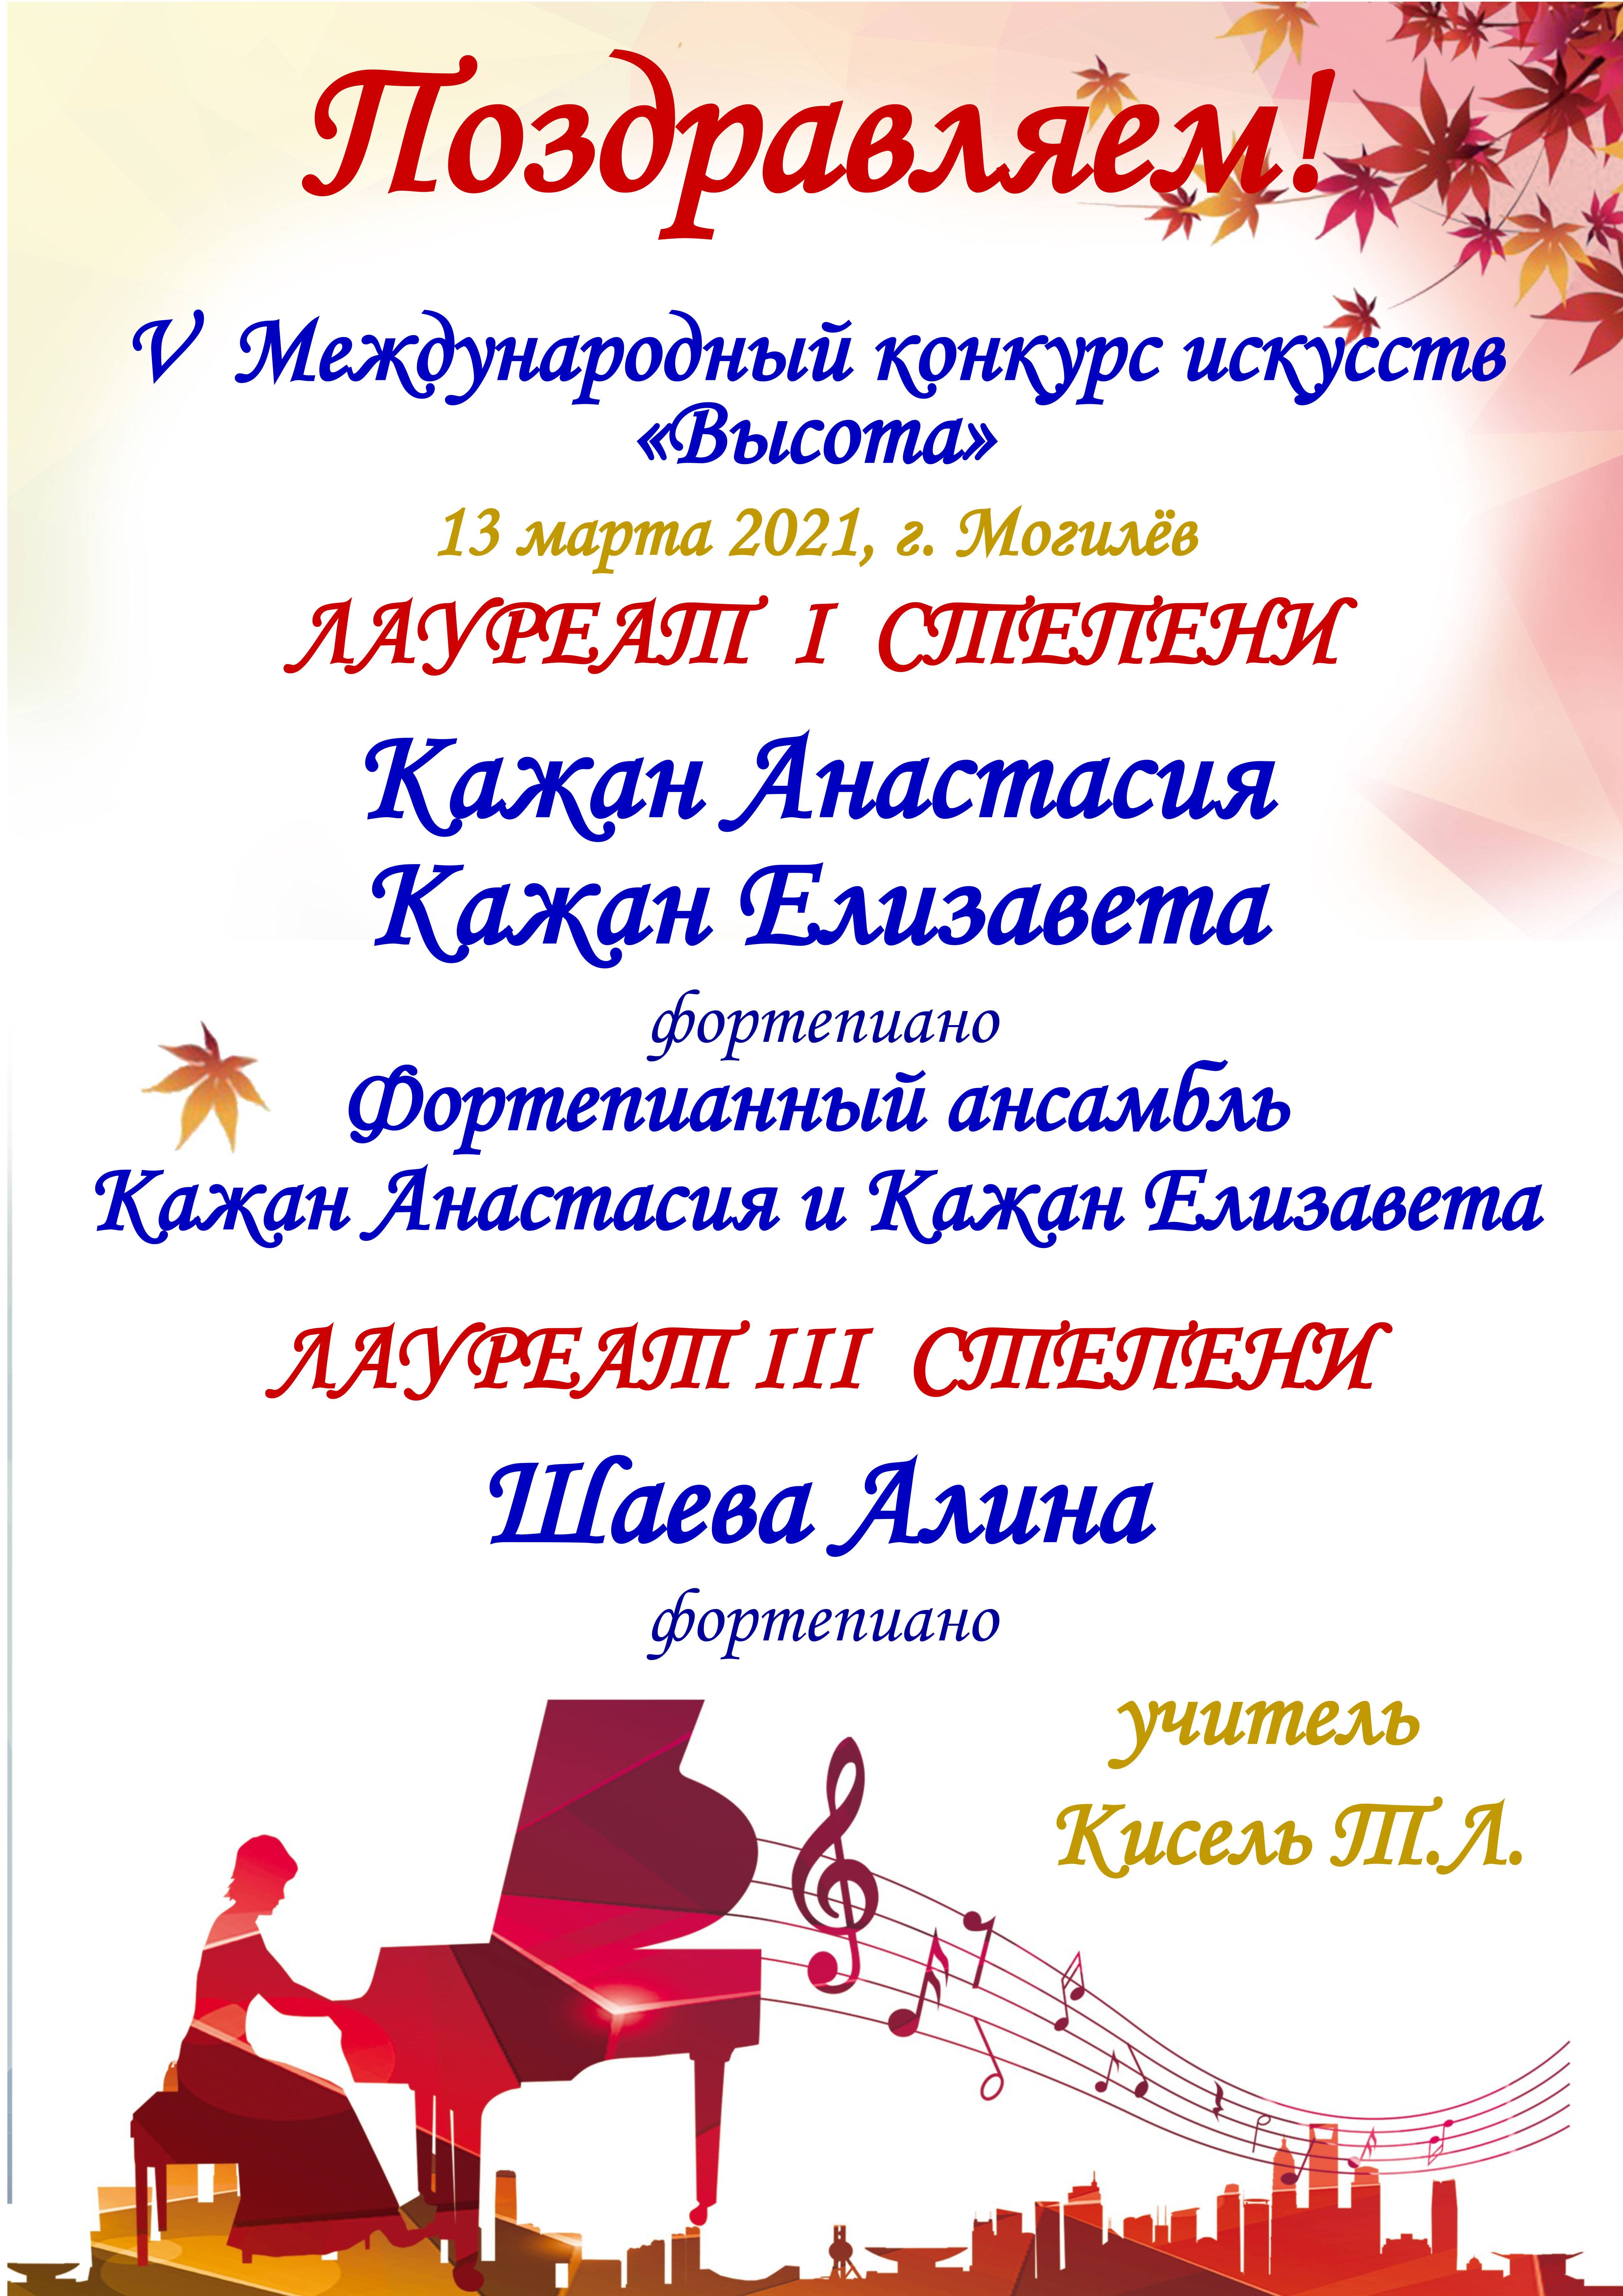 Поздравляем!
V Международный конкурс искусств
«Высота»
13 марта 2021, г. Могилёв
ЛАУРЕАТ I СТЕПЕНИ
Кажан Анастасия
Кажан Елизавета
фортепиано
Фортепианный ансамбль
Кажан Анастасия и Кажан Елизавета
ЛАУРЕАТ III СТЕПЕНИ
Шаева Алина
фортепиано
учитель
Кисель Т.Л.